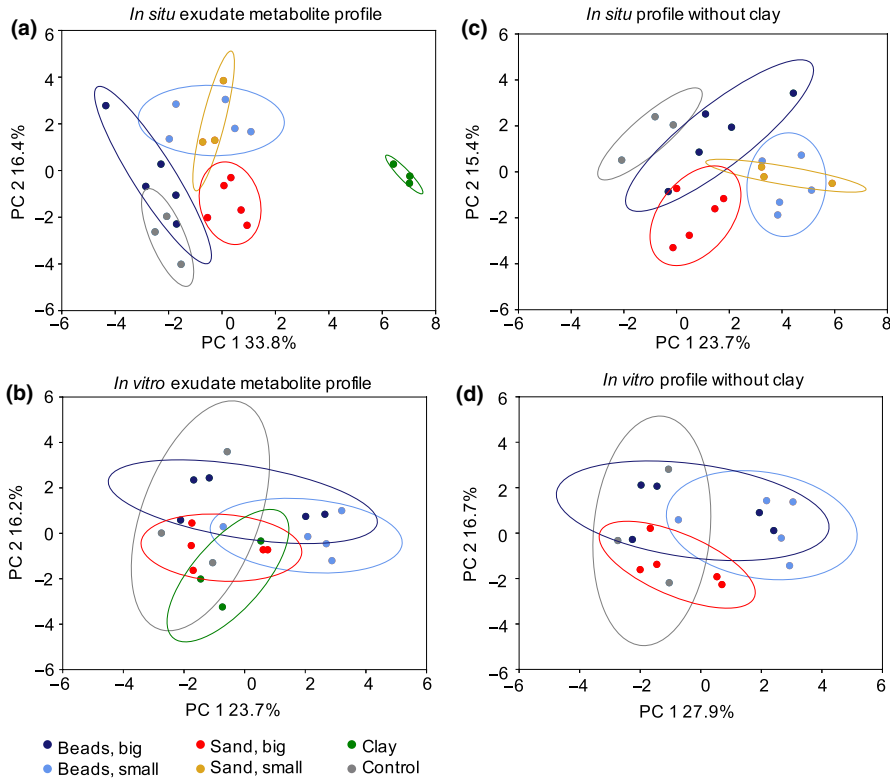 (a)
In situ exudate metabolite profile
6
4
2
0
−2
−4
−6
PC 2 16.4%
−6 −4 −2 0 2 4 6 8
PC 1 33.8%
(c)
In situ profile without clay
6
4
2
0
−2
−4
−6
PC 2 15.4%
−6 −4 −2 0 2 4 6 8
PC 1 23.7%
(b)
In vitro exudate metabolite profile
6
4
2
0
−2
−4
−6
PC 2 16.2%
−6 −4 −2 0 2 4 6
PC 1 23.7%
(d)
In vitro profile without clay
6
4
2
0
−2
−4
−6
PC 2 16.7%
−6 −4 −2 0 2 4 6
PC 1 27.9%
Beads, big Sand, big Clay
Beads, small Sand, small Control